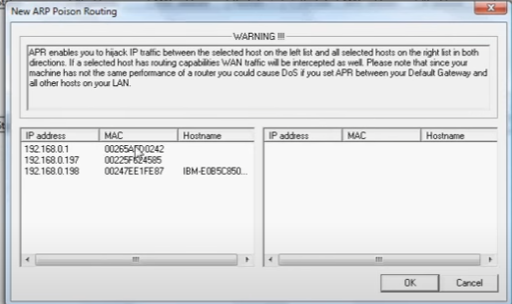 New ARP Poison Routing
WARNING !!!
APR enables you to hijack IP traffic between the selected host on the left list and all selected hosts on the right list in both
directions. If a selected host has routing capabilities WAN traffic will be intercepted as well. Please note that since your
machine has not the same performance of a router you could cause DoS if you set APR between your Default Gateway and
all other hosts on your LAN.
IP address MAC Hostname
192.168.0.1
192.168.0.197
192.168.0.198 00247EE1FE87 IBM-E0B5C850...
IP address MAC Hostname
OK Cancel